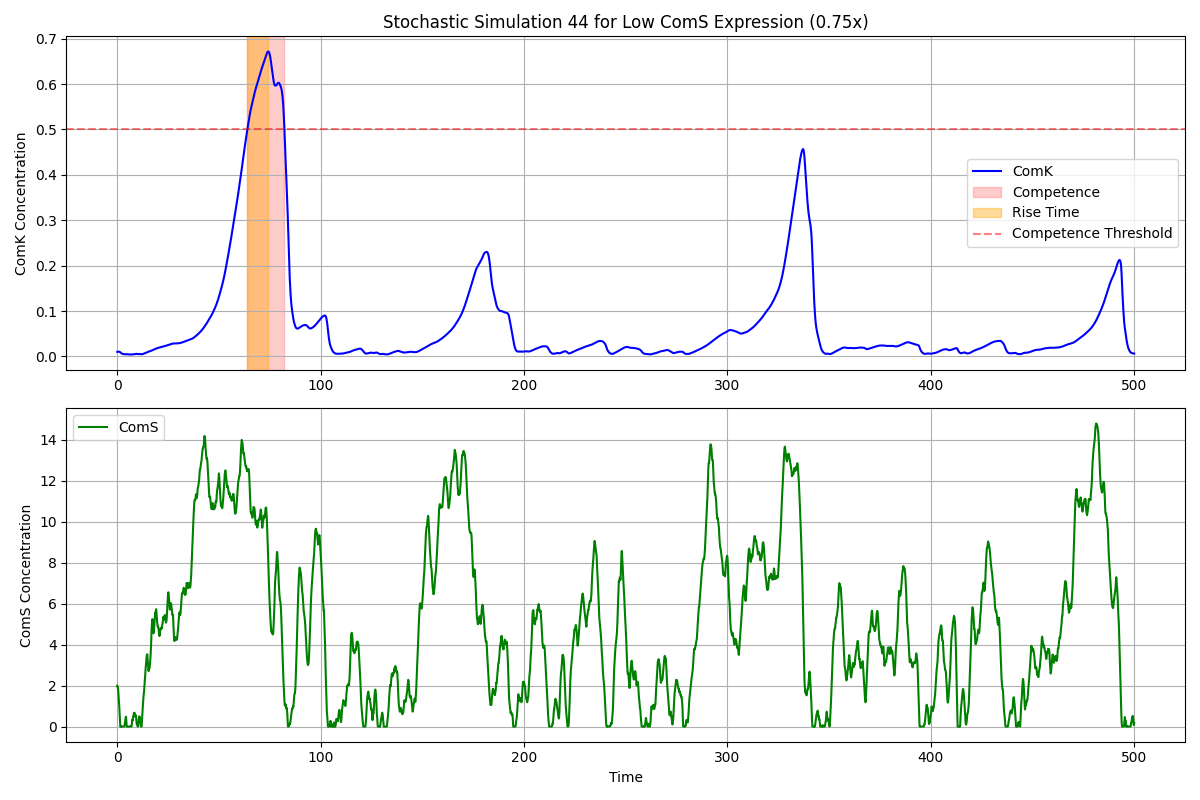 Stochastic Simulation 44 for Low ComS Expression (0.75x)
0.7
0.6
0.5
0.4
0.3
0.2
0.1
0.0
ComK Concentration
ComK
Competence
Rise Time
Competence Threshold
0 100 200 300 400 500
ComS
14
12
10
8
6
4
2
0
ComS Concentration
0 100 200 300 400 500
Time